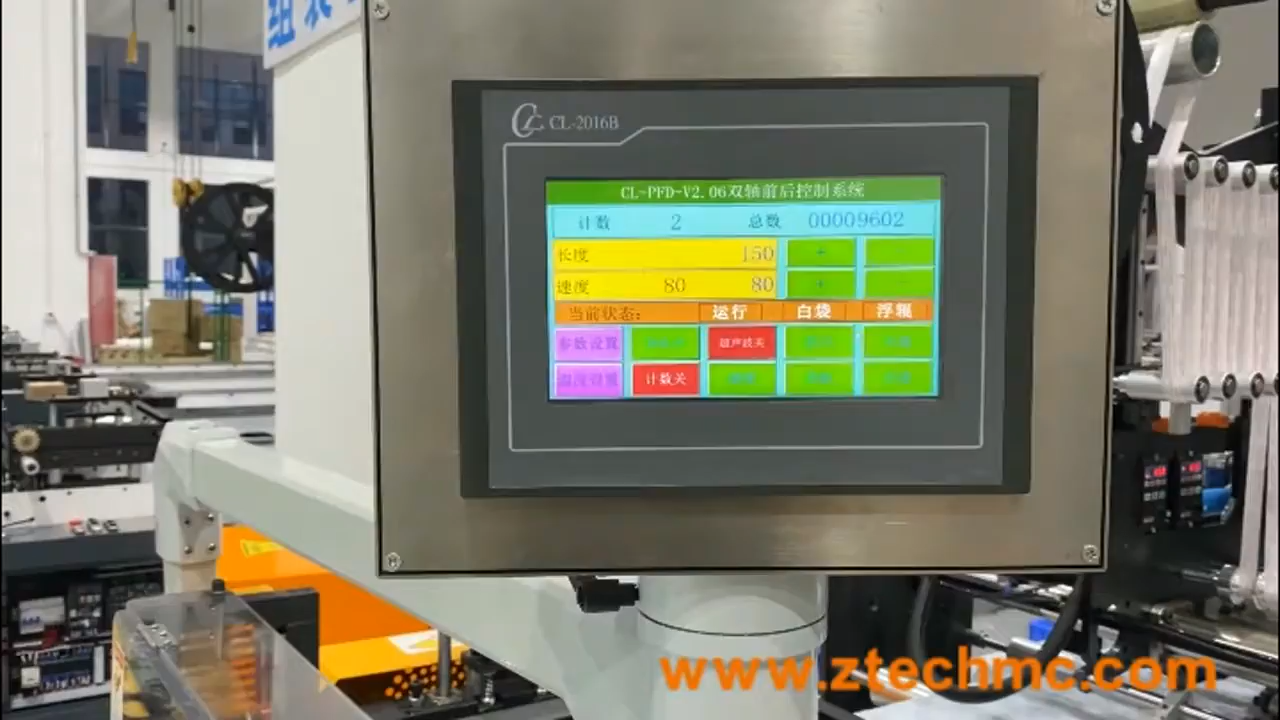 组装
CL-2016B
CL-PFD-V2.06双轴前后控制系统
计数 2 总数 00009602
长度 150 +
速度 80 80 + -
当前状态: 运行 白袋 浮辊
参数设置 超声波关
温度设置 计数关
www.ztechmc.com